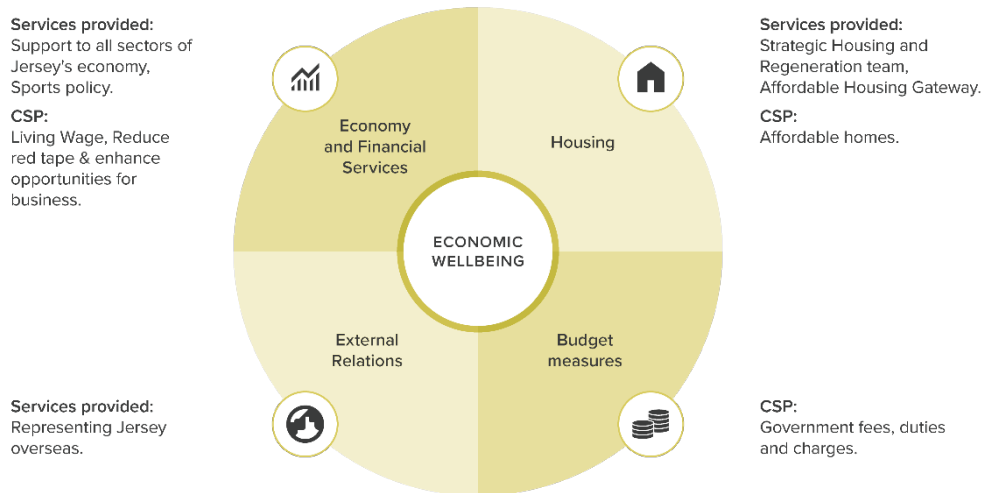 Services provided:
Support to all sectors of
Jersey's economy,
Sports policy.
CSP:
Living Wage, Reduce
red tape & enhance
opportunities for
business.
Economy
and Financial
Services
Services provided:
Strategic Housing and
Regeneration team,
Affordable Housing Gateway.
CSP:
Affordable homes.
Housing
ECONOMIC
WELLBEING
External
Relations
Services provided:
Representing Jersey
overseas.
Budget
measures
CSP:
Government fees, duties
and charges.